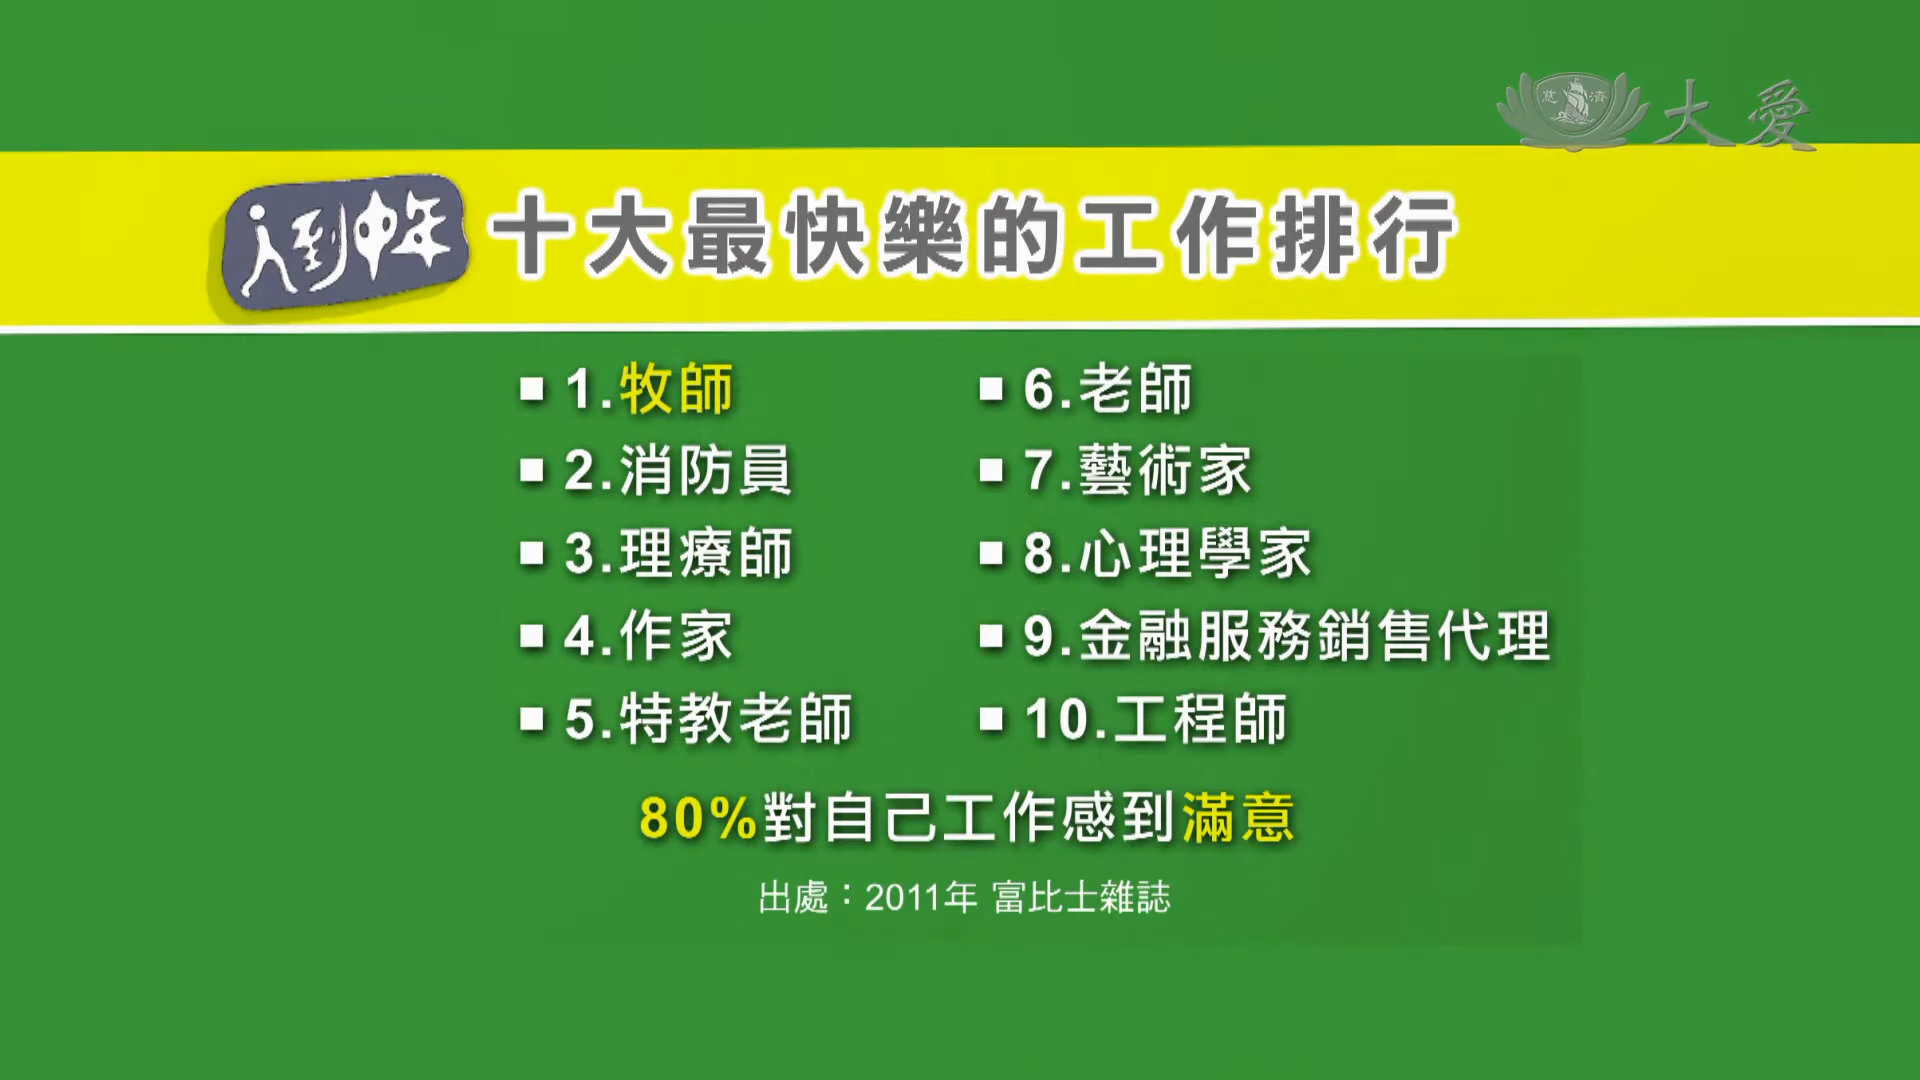 慈濟 大愛
人到中年 十大最快樂的工作排行
1.牧師
2.消防員
3.理療師
4.作家
5.特教老師
6.老師
7.藝術家
8.心理學家
9.金融服務銷售代理
10.工程師
80%對自己工作感到滿意
出處：2011年 富比士雜誌